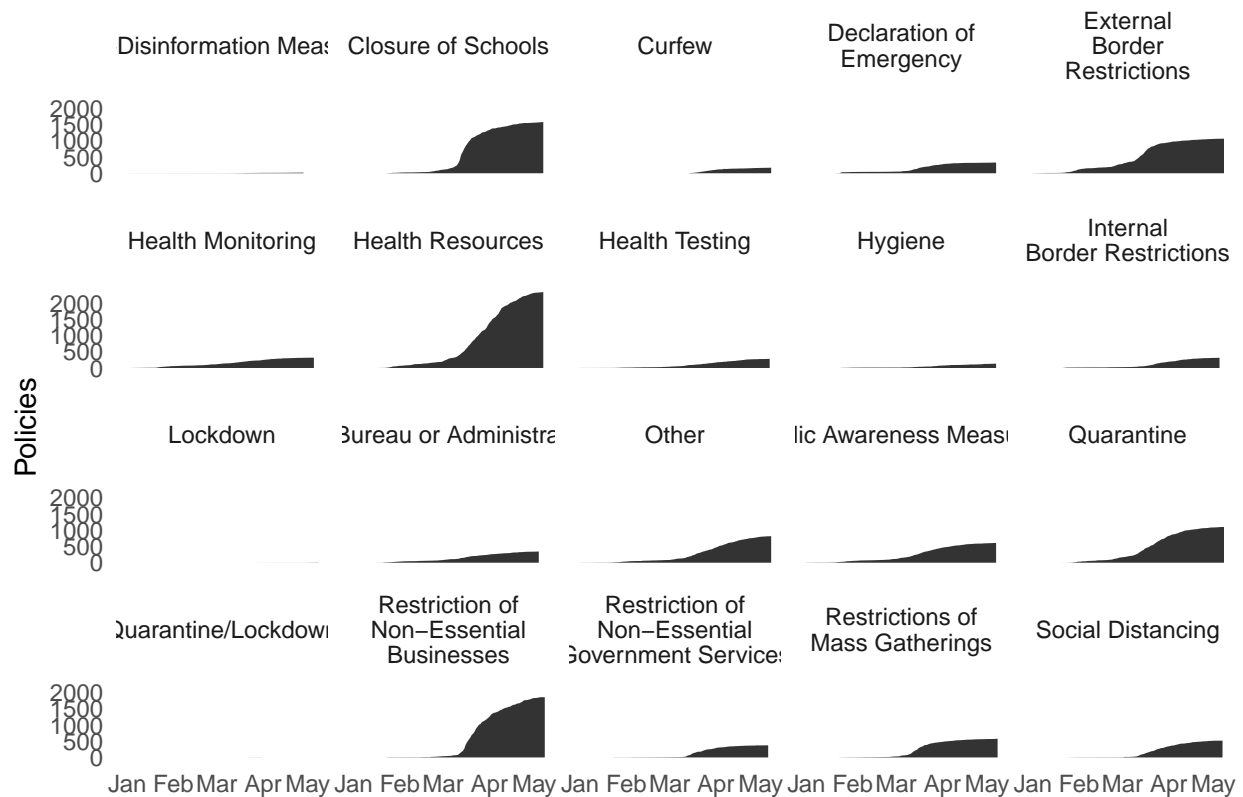 Disinformation Meas
Closure of Schools
Curfew
Declaration of
Emergency
External
Border
Restrictions
2000
1500
1000
500
0
Health Monitoring
Health Resources
Health Testing
Hygiene
Internal
Border Restrictions
2000
1500
1000
500
0
Policies
Lockdown
Bureau or Administra
Other
lic Awareness Measu
Quarantine
2000
1500
1000
500
0
Quarantine/Lockdown
Restriction of
Non−Essential
Businesses
Restriction of
Non−Essential
Government Services
Restrictions of
Mass Gatherings
Social Distancing
2000
1500
1000
500
0
Jan Feb Mar Apr May
Jan Feb Mar Apr May
Jan Feb Mar Apr May
Jan Feb Mar Apr May
Jan Feb Mar Apr May